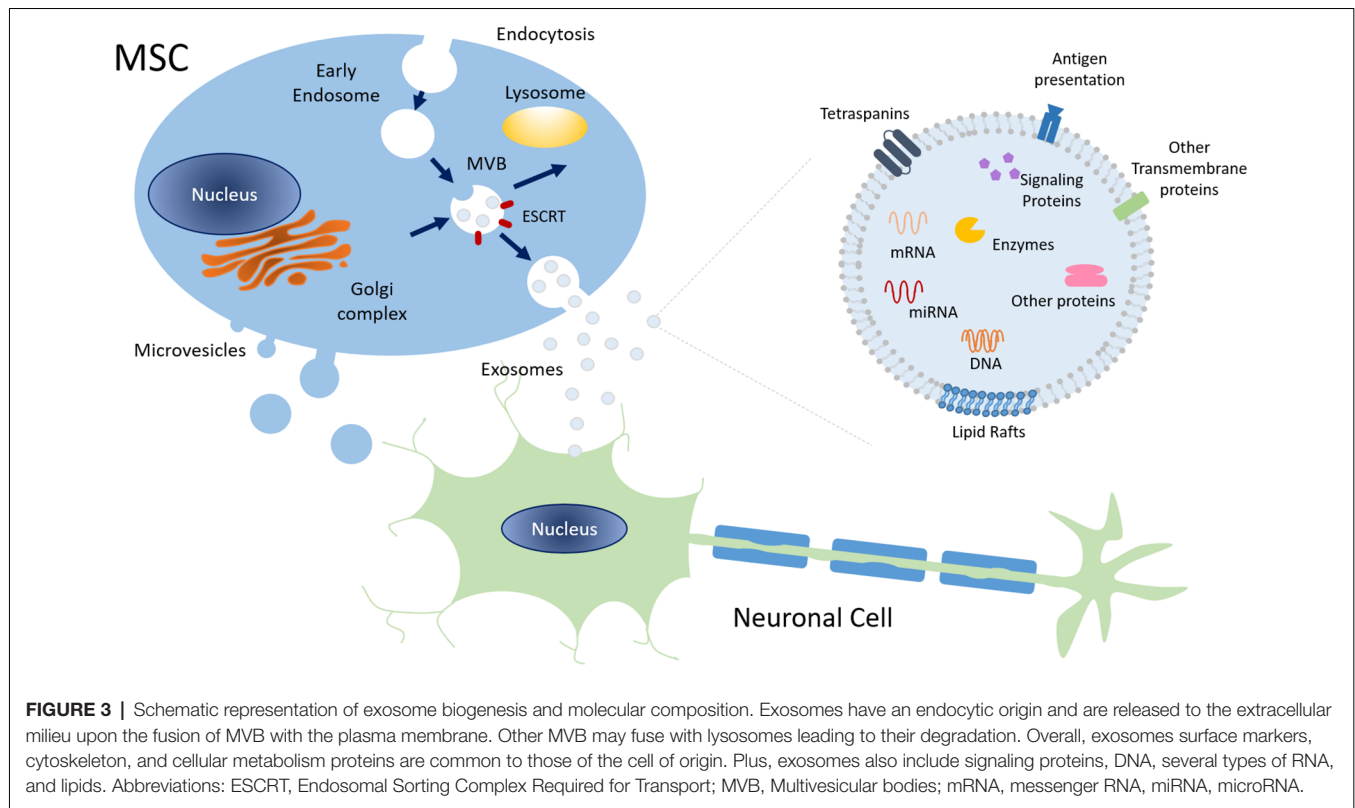 MSC
Endocytosis
Early
Endosome
Lysosome
MVB
Nucleus
ESCRT
Golgi
complex
Microvesicles
Exosomes
Antigen
presentation
Tetraspanins
Other
Transmembrane
proteins
Signaling
Proteins
mRNA
Enzymes
miRNA
Other proteins
DNA
Lipid Rafts
Nucleus
Neuronal Cell
FIGURE 3 | Schematic representation of exosome biogenesis and molecular composition. Exosomes have an endocytic origin and are released to the extracellular
milieu upon the fusion of MVB with the plasma membrane. Other MVB may fuse with lysosomes leading to their degradation. Overall, exosomes surface markers,
cytoskeleton, and cellular metabolism proteins are common to those of the cell of origin. Plus, exosomes also include signaling proteins, DNA, several types of RNA,
and lipids. Abbreviations: ESCRT, Endosomal Sorting Complex Required for Transport; MVB, Multivesicular bodies; mRNA, messenger RNA, miRNA, microRNA.